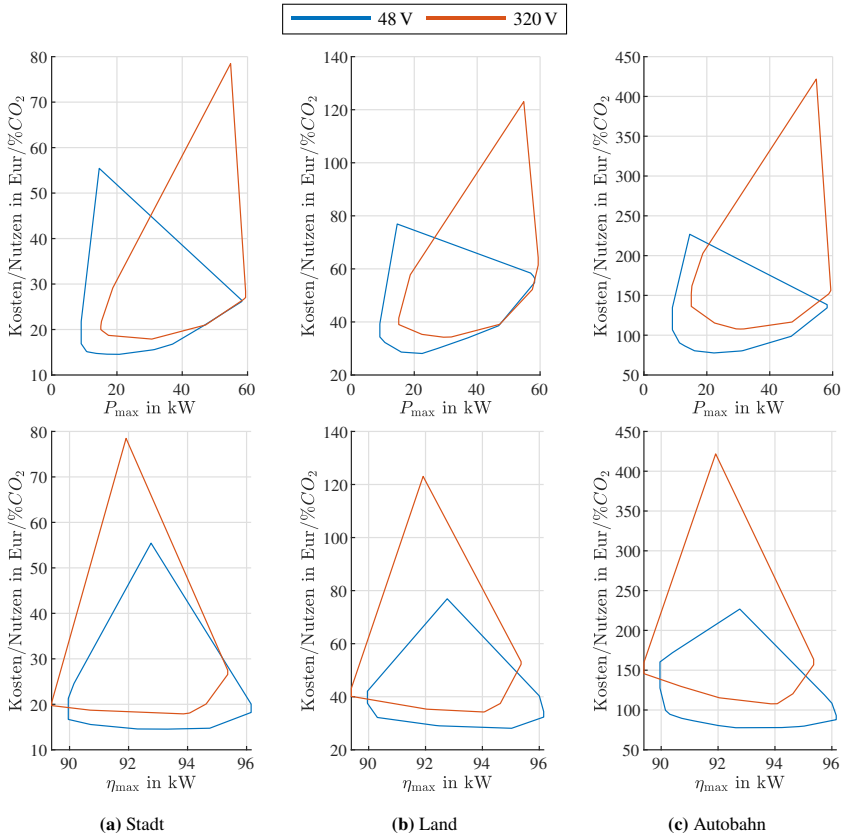 48 V 320 V
80
70
60
50
40
30
20
10
0 20 40 60
Kosten/Nutzen in Eur/%CO₂
P_max in kW
140
120
100
80
60
40
20
0 20 40 60
Kosten/Nutzen in Eur/%CO₂
P_max in kW
450
400
350
300
250
200
150
100
50
0 20 40 60
Kosten/Nutzen in Eur/%CO₂
P_max in kW
80
70
60
50
40
30
20
10
90 92 94 96
Kosten/Nutzen in Eur/%CO₂
η_max in kW
140
120
100
80
60
40
20
90 92 94 96
Kosten/Nutzen in Eur/%CO₂
η_max in kW
450
400
350
300
250
200
150
100
50
90 92 94 96
Kosten/Nutzen in Eur/%CO₂
η_max in kW
(a) Stadt
(b) Land
(c) Autobahn